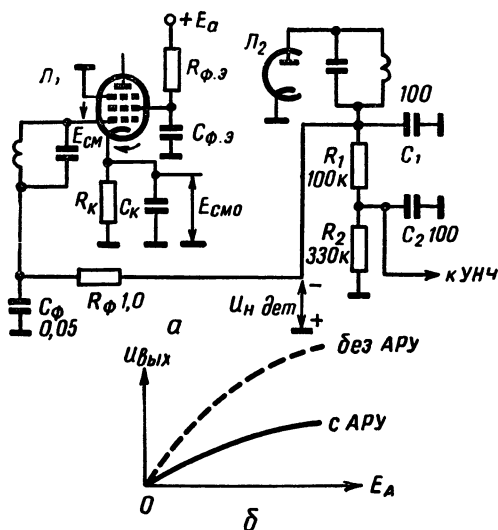 +Eа
Л1
Л2
Rф.э
Cф.э
Eсм
Rк
Cк
Eсмо
100
C1
R1
100к
R2
330к
C2 100
к УНЧ
Cф
0,05
Rф 1,0
а
−
Uн дет
+
Uвых
без АРУ
с АРУ
0
EА
б